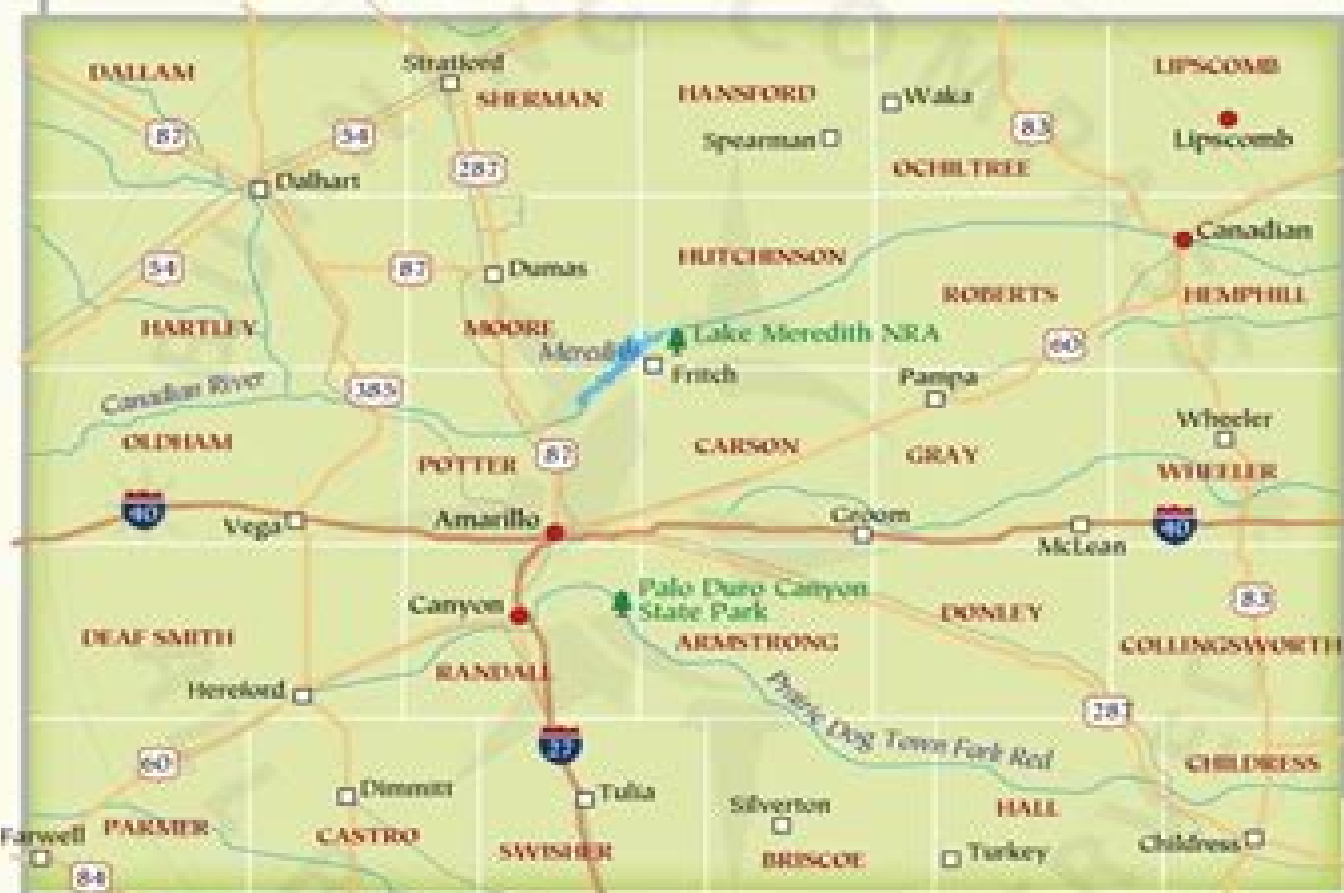 DALLAM
Stratford
SHERMAN
HANSFORD
Waka
LIPSCOMB
87
54
287
Spearman
83
Lipscomb
OCHILTREE
Dalhart
54
87
Dumas
HUTCHINSON
Canadian
ROBERTS
HEMPHILL
HARTLEY
MOORE
Meredith
Lake Meredith NRA
60
Fritch
Canadian River
385
Pampa
Wheeler
OLDHAM
POTTER
87
CARSON
GRAY
WHEELER
40
Vega
Amarillo
Groom
McLean
40
Canyon
Palo Duro Canyon
State Park
DONLEY
83
DEAF SMITH
ARMSTRONG
COLLINGSWORTH
RANDALL
Hereford
Prairie Dog Town Fork Red
287
60
27
CHILDRESS
Dimmitt
Tulia
Silverton
HALL
Farwell
PARMER
CASTRO
SWISHER
BRISCOE
Turkey
Childress
84